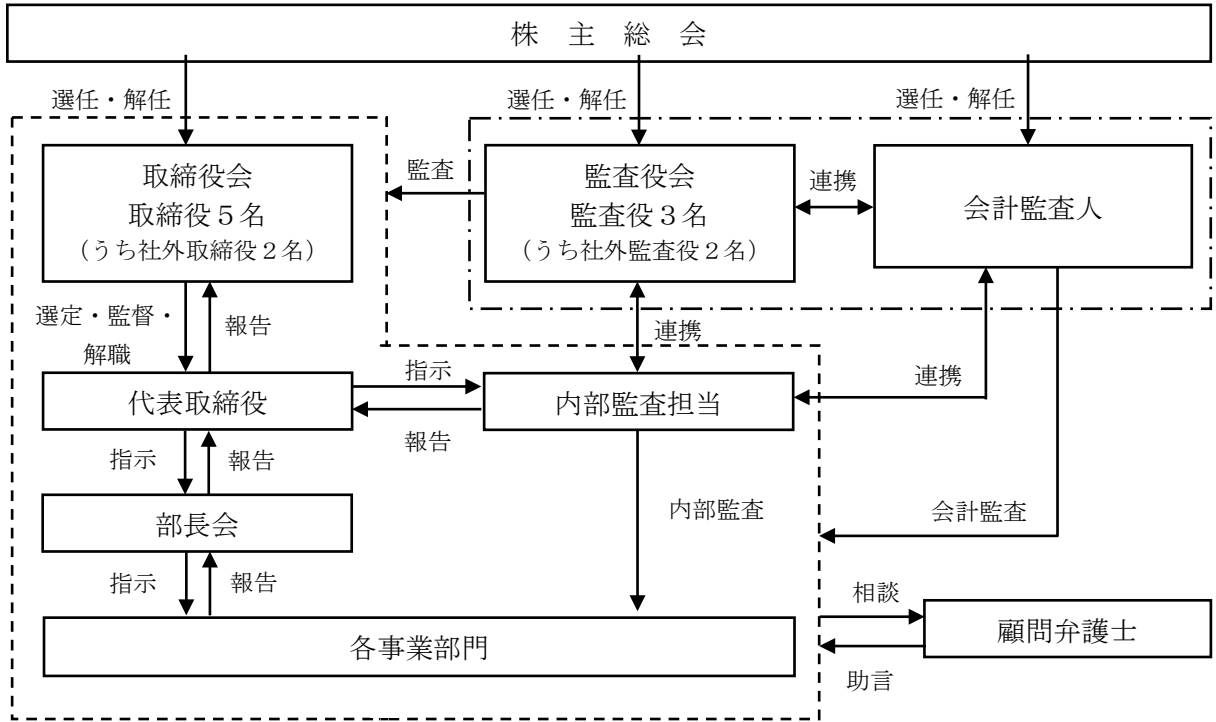 株　主　総　会
選任・解任
選任・解任
選任・解任
取締役会
取締役５名
（うち社外取締役２名）
監査
監査役会
監査役３名
（うち社外監査役２名）
連携
会計監査人
選定・監督・
解職
報告
連携
代表取締役
指示
報告
内部監査担当
連携
指示
報告
部長会
内部監査
会計監査
指示
報告
各事業部門
相談
助言
顧問弁護士